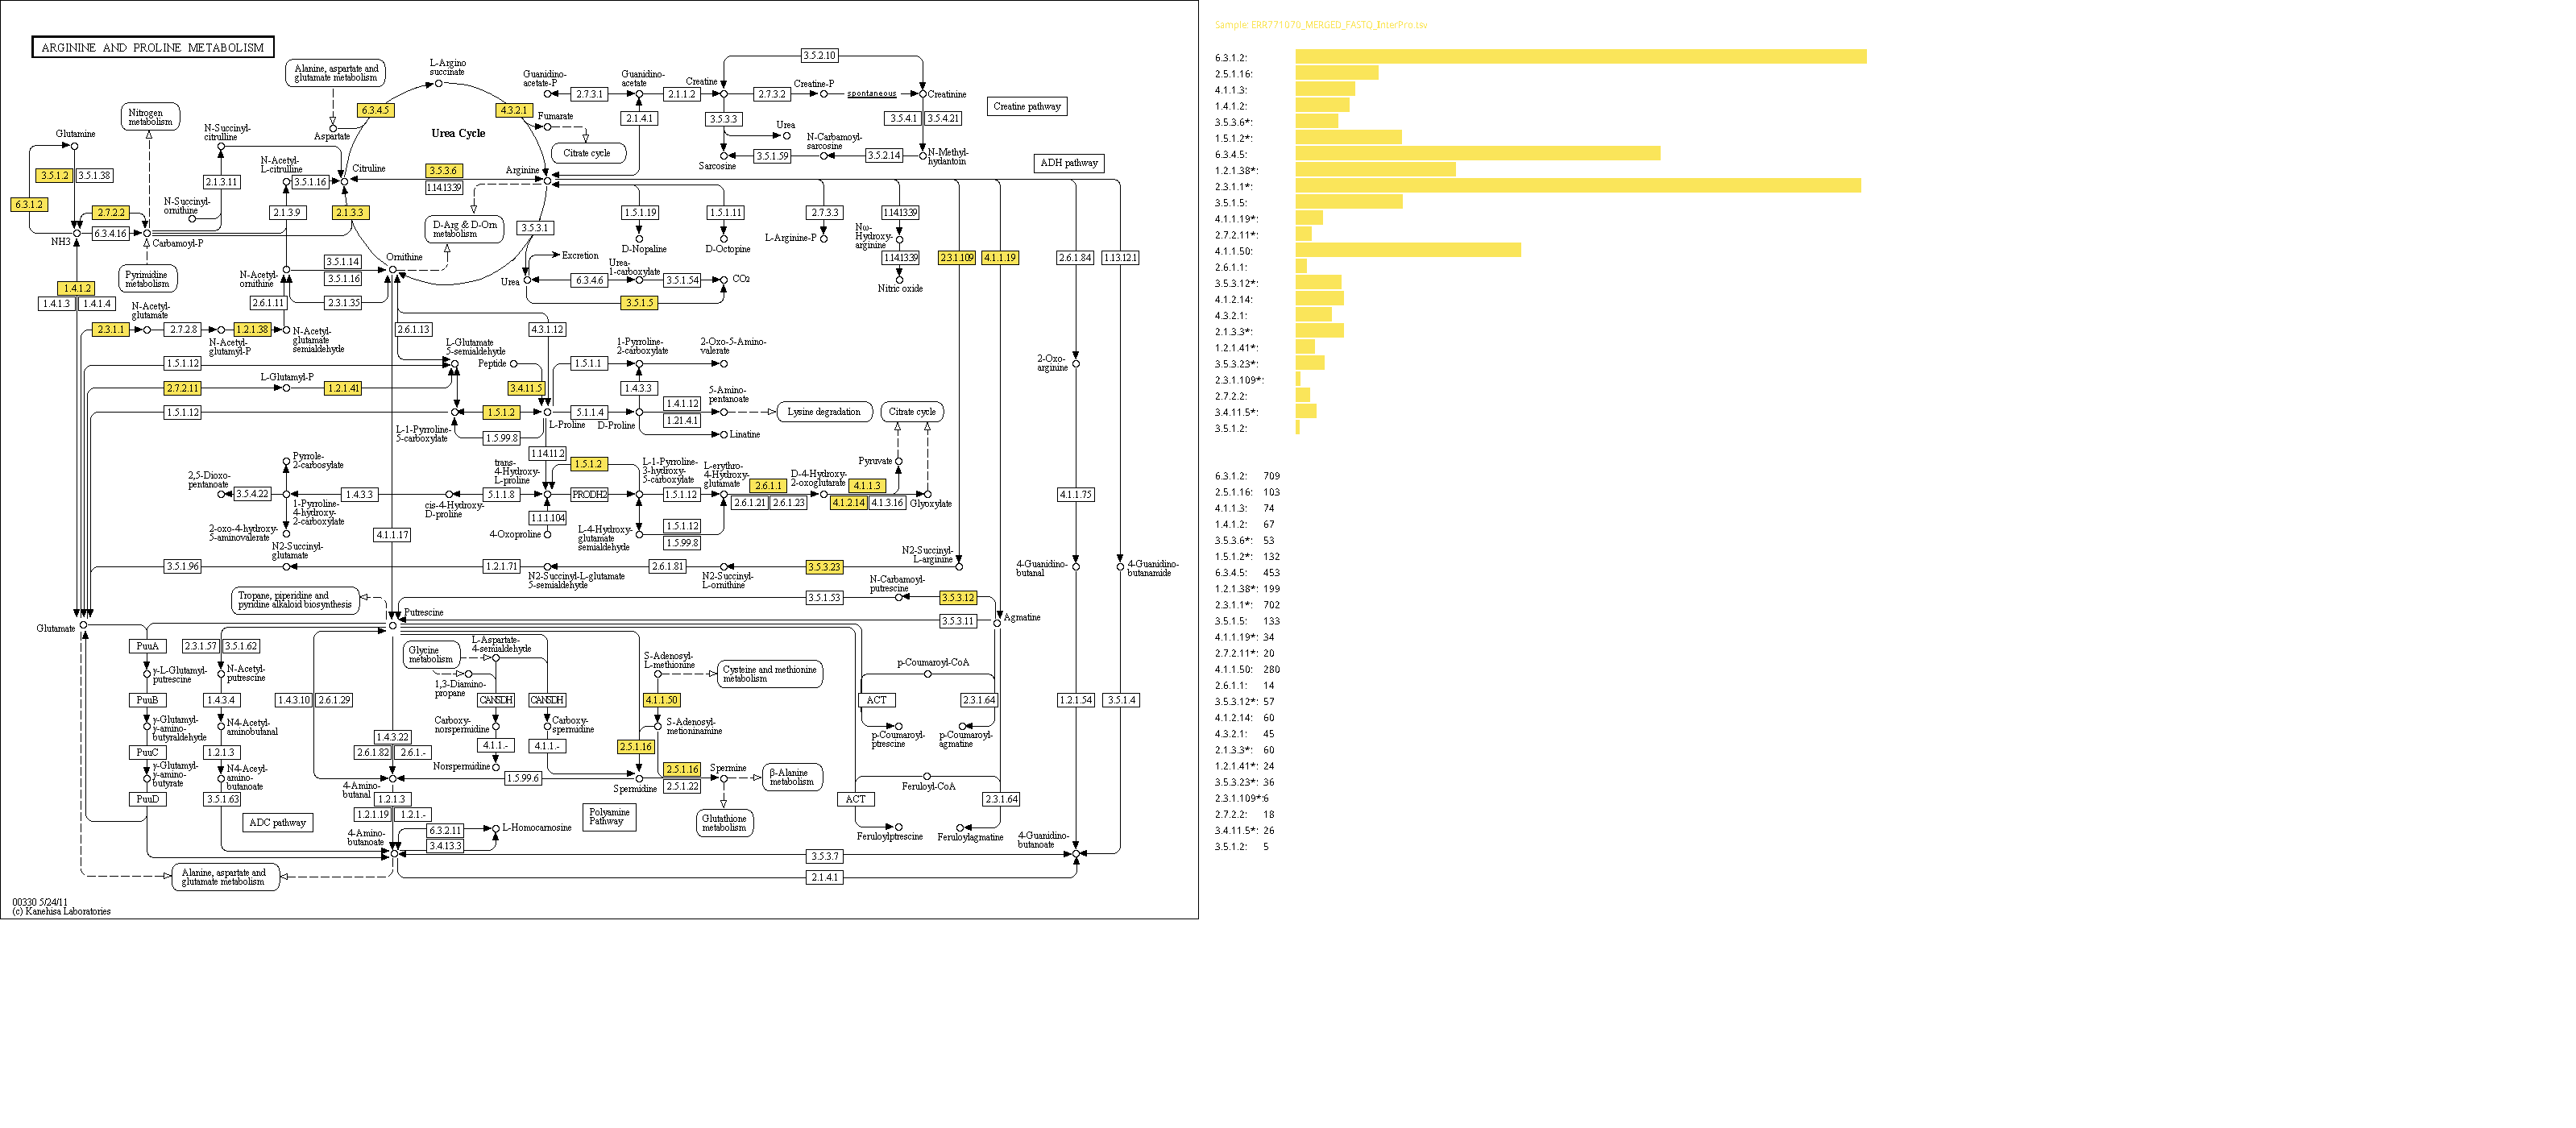 ARGININE AND PROLINE METABOLISM
Alanine, aspartate and
glutamate metabolism
L-Argino
succinate
Guanidino-
acetate-P
Guanidino-
acetate
Creatine
3.5.2.10
Creatine-P
2.7.3.1
2.1.1.2
2.7.3.2
spontaneous
Creatinine
Creatine pathway
Nitrogen
metabolism
6.3.4.5
4.3.2.1
Fumarate
2.1.4.1
3.5.3.3
3.5.4.1
3.5.4.21
Glutamine
N-Succinyl-
citrulline
Aspartate
Urea Cycle
Citrate cycle
Urea
N-Carbamoyl-
sarcosine
Sarcosine
3.5.1.59
3.5.2.14
N-Methyl-
hydantoin
ADH pathway
N-Acetyl-
L-citrulline
Citruline
3.5.3.6
1.14.13.39
Arginine
3.5.1.2
3.5.1.38
2.1.3.11
3.5.1.16
6.3.1.2
N-Succinyl-
ornithine
2.7.2.2
2.1.3.9
2.1.3.3
D-Arg & D-Orn
metabolism
3.5.3.1
1.5.1.19
1.5.1.11
2.7.3.3
1.14.13.39
NH3
6.3.4.16
Carbamoyl-P
D-Nopaline
D-Octopine
L-Arginine-P
Nω-
Hydroxy-
arginine
Pyrimidine
metabolism
N-Acetyl
ornithine
3.5.1.14
3.5.1.16
Ornithine
Excretion
Urea-
1-carboxylate
1.14.13.39
2.3.1.109
4.1.1.19
2.6.1.84
1.13.12.1
Urea
6.3.4.6
3.5.1.54
CO2
Nitric oxide
1.4.1.2
1.4.1.3
1.4.1.4
2.6.1.11
2.3.1.35
3.5.1.5
N-Acetyl-
glutamate
2.3.1.1
2.7.2.8
1.2.1.38
N-Acetyl-
glutamyl-P
N-Acetyl-
glutamate
semialdehyde
2.6.1.13
4.3.1.12
L-Glutamate
5-semialdehyde
1-Pyrroline-
2-carboxylate
2-Oxo-5-Amino-
valerate
1.5.1.12
Peptide
1.5.1.1
2-Oxo-
arginine
L-Glutamyl-P
2.7.2.11
1.2.1.41
3.4.11.5
1.4.3.3
5-Amino-
pentanoate
1.5.1.12
1.5.1.2
5.1.1.4
1.4.1.12
1.21.4.1
Lysine degradation
Citrate cycle
L-1-Pyrroline-
5-carboxylate
1.5.99.8
L-Proline
D-Proline
Linatine
1.14.11.2
Pyrrole-
2-carbosylate
2,5-Dioxo-
pentanoate
trans-
4-Hydroxy-
L-proline
1.5.1.2
L-1-Pyrroline-
3-hydroxy-
5-carboxylate
L-erythro-
4-Hydroxy-
glutamate
D-4-Hydroxy-
2-oxoglutarate
Pyruvate
2.6.1.1
4.1.1.3
3.5.4.22
1.4.3.3
5.1.1.8
PRODH2
1.5.1.12
2.6.1.21
2.6.1.23
4.1.2.14
4.1.3.16
Glyoxylate
4.1.1.75
1-Pyrroline-
4-hydroxy-
2-carboxylate
cis-4-Hydroxy-
D-proline
1.1.1.104
2-oxo-4-hydroxy-
5-aminovalerate
4.1.1.17
4-Oxoproline
L-4-Hydroxy-
glutamate
semialdehyde
1.5.1.12
1.5.99.8
N2-Succinyl-
glutamate
N2-Succinyl-
L-arginine
3.5.1.96
1.2.1.71
2.6.1.81
3.5.3.23
4-Guanidino-
butanal
4-Guanidino-
butanamide
N2-Succinyl-L-glutamate
5-semialdehyde
N2-Succinyl-
L-ornithine
N-Carbamoyl-
putrescine
Tropane, piperidine and
pyridine alkaloid biosynthesis
3.5.1.53
3.5.3.12
Putrescine
3.5.3.11
Agmatine
Glutamate
PuuA
2.3.1.57
3.5.1.62
Glycine
metabolism
L-Aspartate-
4-semialdehyde
S-Adenosyl-
L-methionine
Cysteine and methionine
metabolism
p-Coumaroyl-CoA
γ-L-Glutamyl-
putrescine
N-Acetyl-
putrescine
1,3-Diamino-
propane
PuuB
1.4.3.4
1.4.3.10
2.6.1.29
CANSDH
CANSDH
4.1.1.50
ACT
2.3.1.64
1.2.1.54
3.5.1.4
γ-Glutamyl-
γ-amino-
butyraldehyde
N4-Acetyl-
aminobutanal
Carboxy-
norspermidine
Carboxy-
spermidine
S-Adenosyl-
metioninamine
p-Coumaroyl-
ptrescine
p-Coumaroyl-
agmatine
1.4.3.22
PuuC
1.2.1.3
2.6.1.82
2.6.1.-
4.1.1.-
4.1.1.-
2.5.1.16
γ-Glutamyl-
γ-amino-
butyrate
N4-Aceyl-
amino-
butanoate
Norspermidine
1.5.99.6
2.5.1.16
2.5.1.22
Spermine
β-Alanine
metabolism
4-Amino-
butanal
Spermidine
Feruloyl-CoA
PuuD
3.5.1.63
1.2.1.3
1.2.1.19
1.2.1.-
ACT
2.3.1.64
ADC pathway
Polyamine
Pathway
Glutathione
metabolism
4-Amino-
butanoate
6.3.2.11
3.4.13.3
L-Homocarnosine
Feruloylptrescine
Feruloylagmatine
4-Guanidino-
butanoate
3.5.3.7
Alanine, aspartate and
glutamate metabolism
2.1.4.1
00330 5/24/11
(c) Kanehisa Laboratories
Sample: ERR771070_MERGED_FASTQ_InterPro.tsv
6.3.1.2:
2.5.1.16:
4.1.1.3:
1.4.1.2:
3.5.3.6*:
1.5.1.2*:
6.3.4.5:
1.2.1.38*:
2.3.1.1*:
3.5.1.5:
4.1.1.19*:
2.7.2.11*:
4.1.1.50:
2.6.1.1:
3.5.3.12*:
4.1.2.14:
4.3.2.1:
2.1.3.3*:
1.2.1.41*:
3.5.3.23*:
2.3.1.109*:
2.7.2.2:
3.4.11.5*:
3.5.1.2:
6.3.1.2: 709
2.5.1.16: 103
4.1.1.3: 74
1.4.1.2: 67
3.5.3.6*: 53
1.5.1.2*: 132
6.3.4.5: 453
1.2.1.38*: 199
2.3.1.1*: 702
3.5.1.5: 133
4.1.1.19*: 34
2.7.2.11*: 20
4.1.1.50: 280
2.6.1.1: 14
3.5.3.12*: 57
4.1.2.14: 60
4.3.2.1: 45
2.1.3.3*: 60
1.2.1.41*: 24
3.5.3.23*: 36
2.3.1.109*: 6
2.7.2.2: 18
3.4.11.5*: 26
3.5.1.2: 5